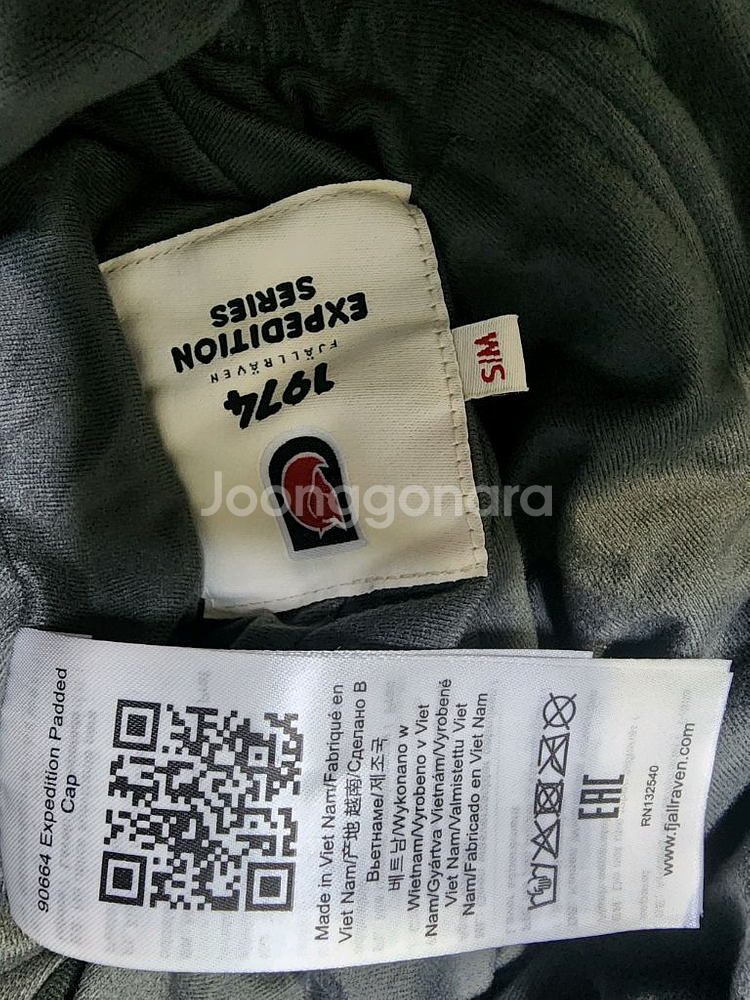 1974
FJÄLLRÄVEN
EXPEDITION
SERIES
S/M
Joonggonara
90664 Expedition Padded
Cap
Made in Viet Nam/Fabriqué en
Viet Nam/产地 越南/Сделано В
Вьетнаме/제조국
베트남/Wykonano w
Wietnam/Vyrobeno v Viet
Nam/Gyártva Vietnám/Vyrobené
Viet Nam/Valmistettu Viet
Nam/Fabricado en Viet Nam
EAC
RN132540
www.fjallraven.com